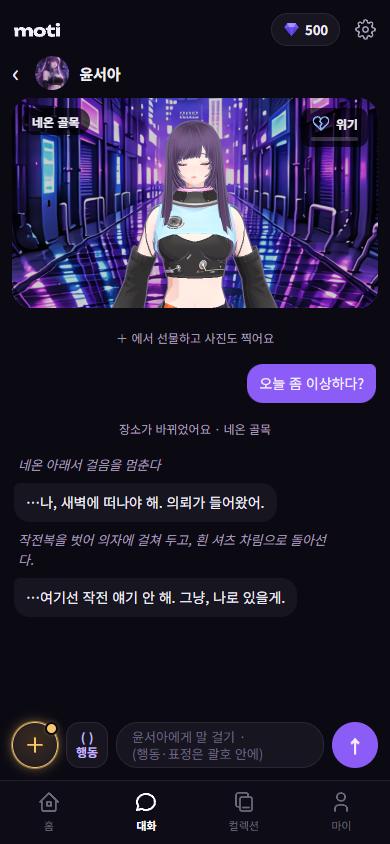 moti
500
윤서아
네온 골목
위기
+ 에서 선물하고 사진도 찍어요
오늘 좀 이상하다?
장소가 바뀌었어요 · 네온 골목
네온 아래서 걸음을 멈춘다
…나, 새벽에 떠나야 해. 의뢰가 들어왔어.
작전복을 벗어 의자에 걸쳐 두고, 흰 셔츠 차림으로 돌아선
다.
…여기선 작전 얘기 안 해. 그냥, 나로 있을게.
( )
행동
윤서아에게 말 걸기 ·
(행동·표정은 괄호 안에)
홈
대화
컬렉션
마이